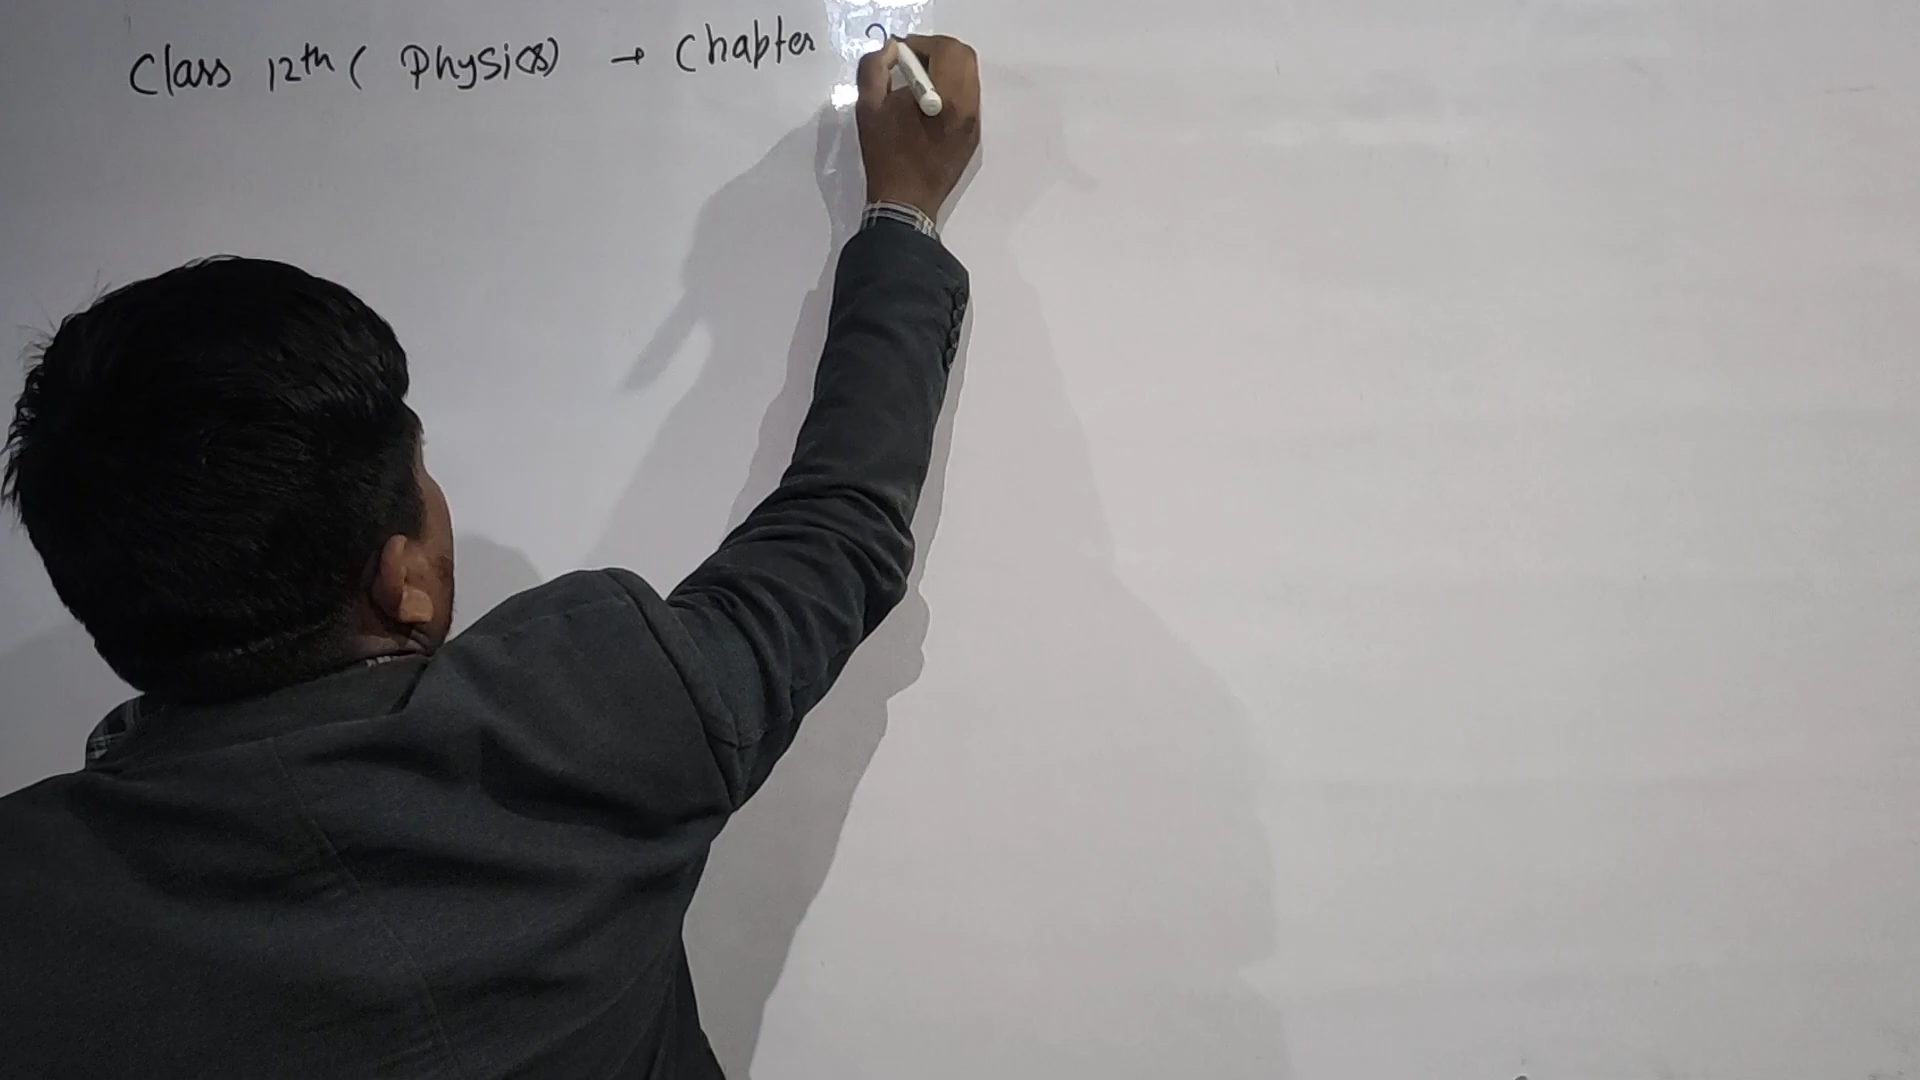 Class 12th ( Physics) → Chapter